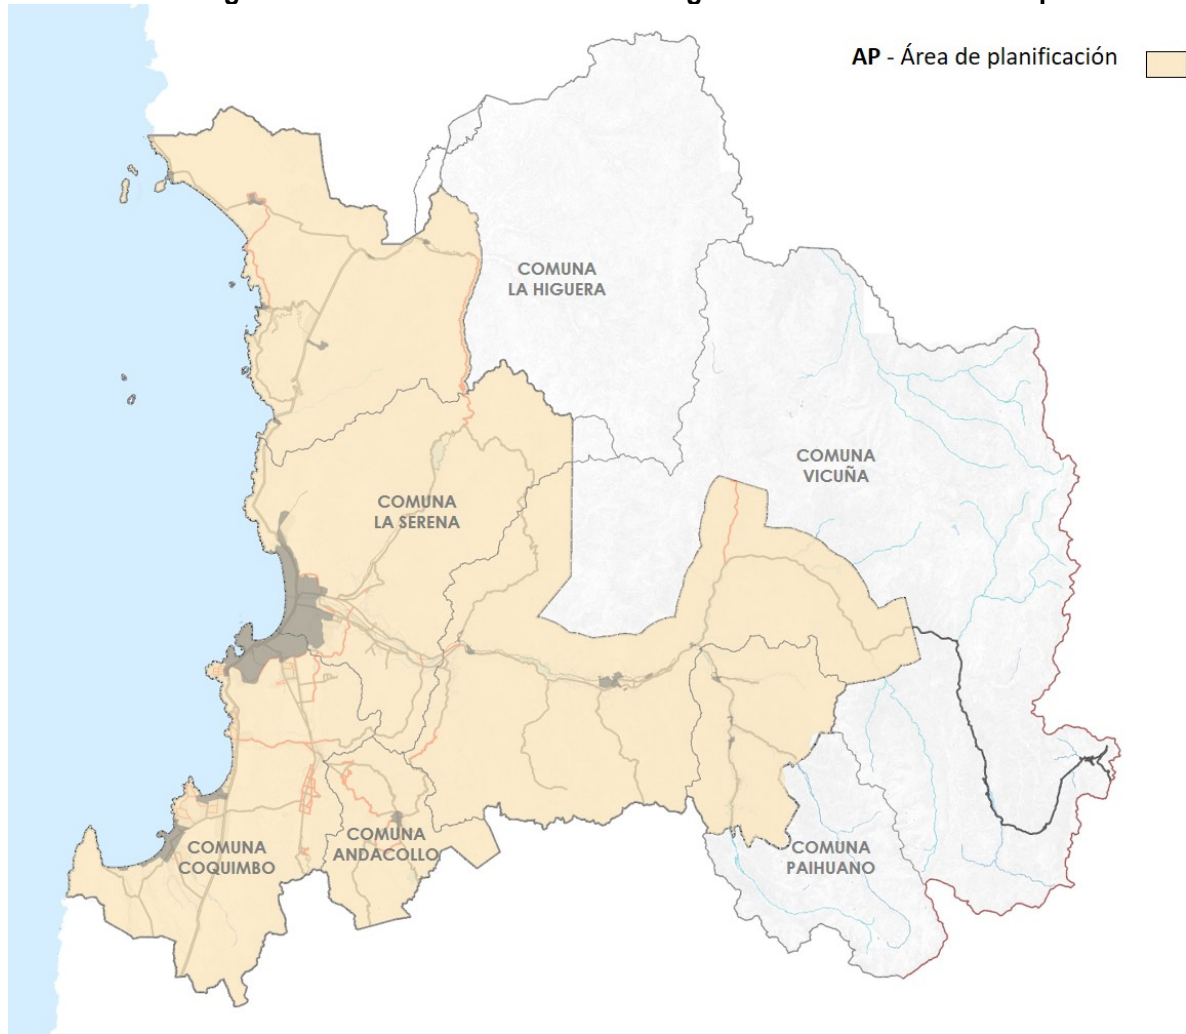 AP - Área de planificación
COMUNA
LA HIGUERA
COMUNA
VICUÑA
COMUNA
LA SERENA
COMUNA
COQUIMBO
COMUNA
ANDACOLLO
COMUNA
PAIHUANO